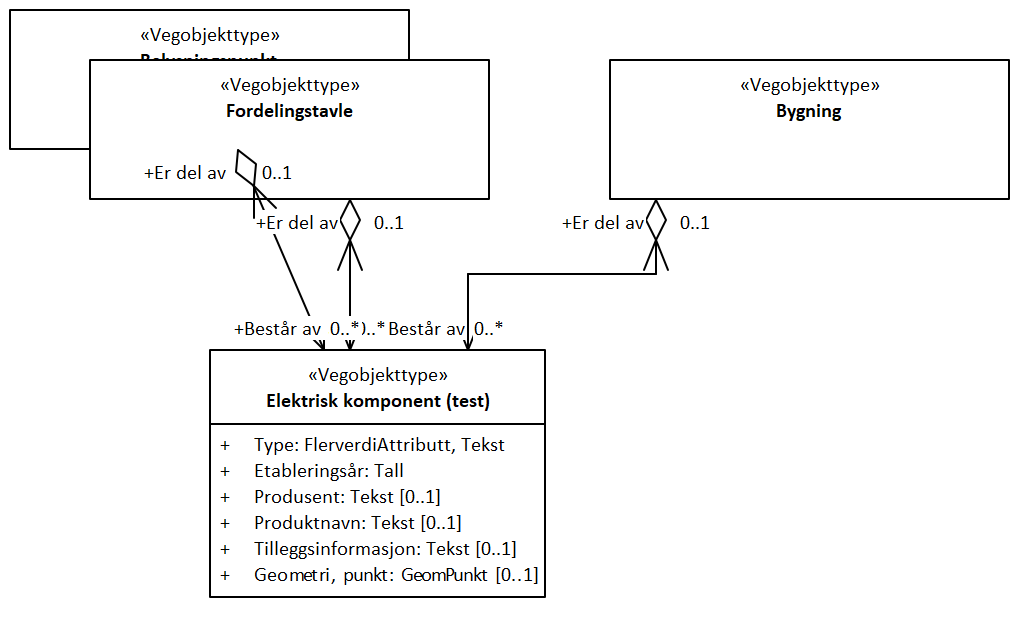 «Vegobjekttype»
«Vegobjekttype»
Fordelingstavle
«Vegobjekttype»
Bygning
+Er del av 0..1
+Er del av 0..1
+Er del av 0..1
+Består av 0..*
0..*
Består av 0..*
«Vegobjekttype»
Elektrisk komponent (test)
+ Type: FlerverdiAttributt, Tekst
+ Etableringsår: Tall
+ Produsent: Tekst [0..1]
+ Produktnavn: Tekst [0..1]
+ Tilleggsinformasjon: Tekst [0..1]
+ Geometri, punkt: GeomPunkt [0..1]